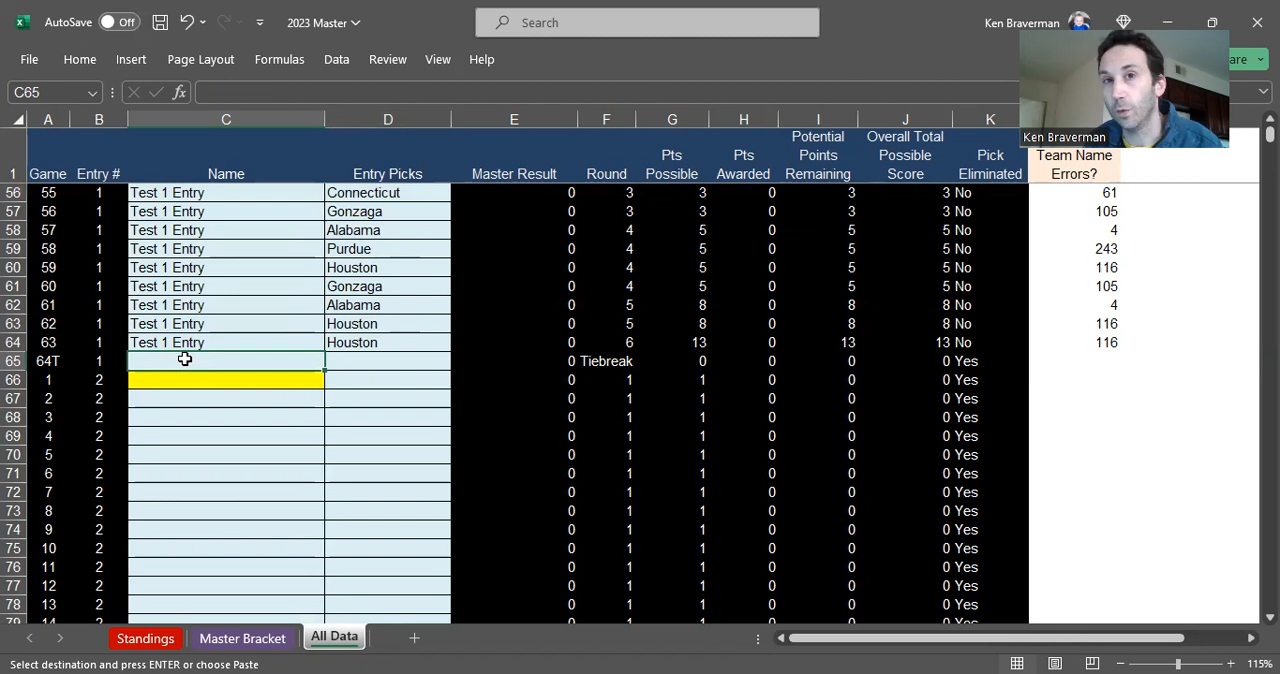 AutoSave Off 2023 Master Search Ken Braverman
File Home Insert Page Layout Formulas Data Review View Help are
C65 fx
Ken Braverman
A B C D E F G H I J K
1 Game Entry # Name Entry Picks Master Result Round Pts Possible Pts Awarded Potential Points Remaining Overall Total Possible Score Pick Eliminated Team Name Errors?
56 55 1 Test 1 Entry Connecticut 0 3 3 0 3 3 No 61
57 56 1 Test 1 Entry Gonzaga 0 3 3 0 3 3 No 105
58 57 1 Test 1 Entry Alabama 0 4 5 0 5 5 No 4
59 58 1 Test 1 Entry Purdue 0 4 5 0 5 5 No 243
60 59 1 Test 1 Entry Houston 0 4 5 0 5 5 No 116
61 60 1 Test 1 Entry Gonzaga 0 4 5 0 5 5 No 105
62 61 1 Test 1 Entry Alabama 0 5 8 0 8 8 No 4
63 62 1 Test 1 Entry Houston 0 5 8 0 8 8 No 116
64 63 1 Test 1 Entry Houston 0 6 13 0 13 13 No 116
65 64T 1 0 Tiebreak 0 0 0 0 Yes
66 1 2 0 1 1 0 0 0 Yes
67 2 2 0 1 1 0 0 0 Yes
68 3 2 0 1 1 0 0 0 Yes
69 4 2 0 1 1 0 0 0 Yes
70 5 2 0 1 1 0 0 0 Yes
71 6 2 0 1 1 0 0 0 Yes
72 7 2 0 1 1 0 0 0 Yes
73 8 2 0 1 1 0 0 0 Yes
74 9 2 0 1 1 0 0 0 Yes
75 10 2 0 1 1 0 0 0 Yes
76 11 2 0 1 1 0 0 0 Yes
77 12 2 0 1 1 0 0 0 Yes
78 13 2 0 1 1 0 0 0 Yes
Standings Master Bracket All Data
Select destination and press ENTER or choose Paste 115%